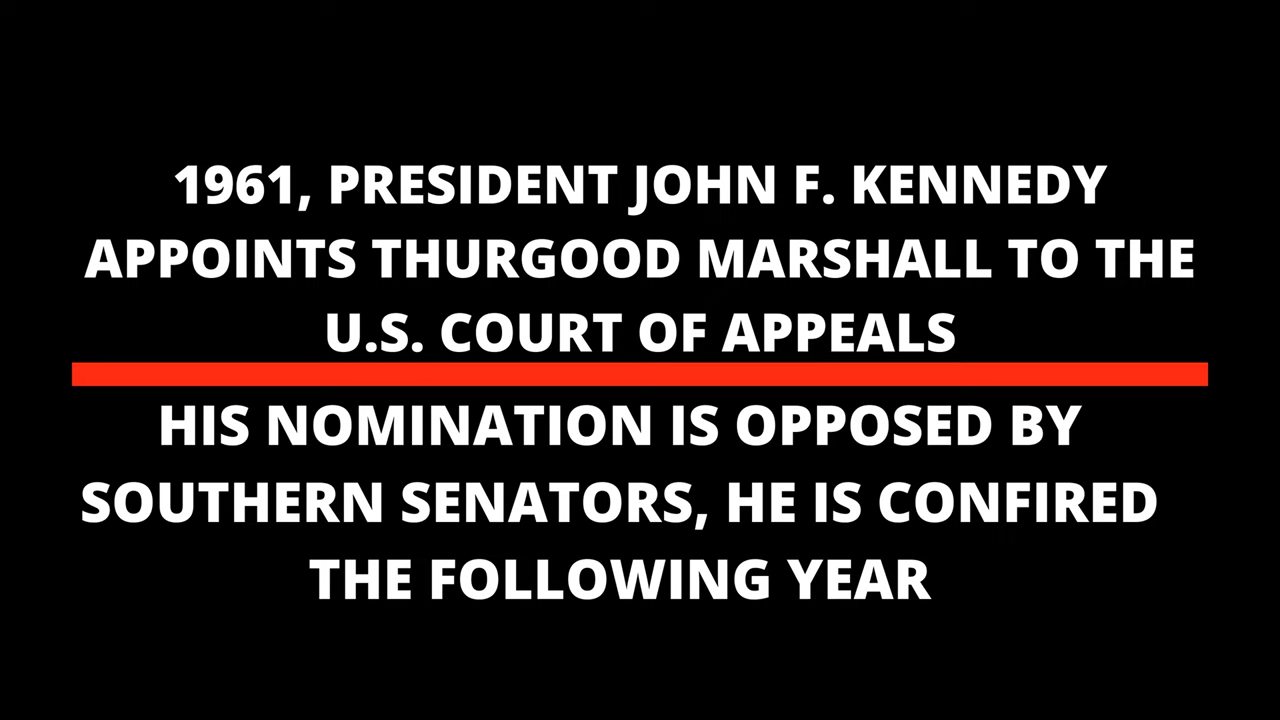 1961, PRESIDENT JOHN F. KENNEDY
APPOINTS THURGOOD MARSHALL TO THE
U.S. COURT OF APPEALS
HIS NOMINATION IS OPPOSED BY
SOUTHERN SENATORS, HE IS CONFIRED
THE FOLLOWING YEAR